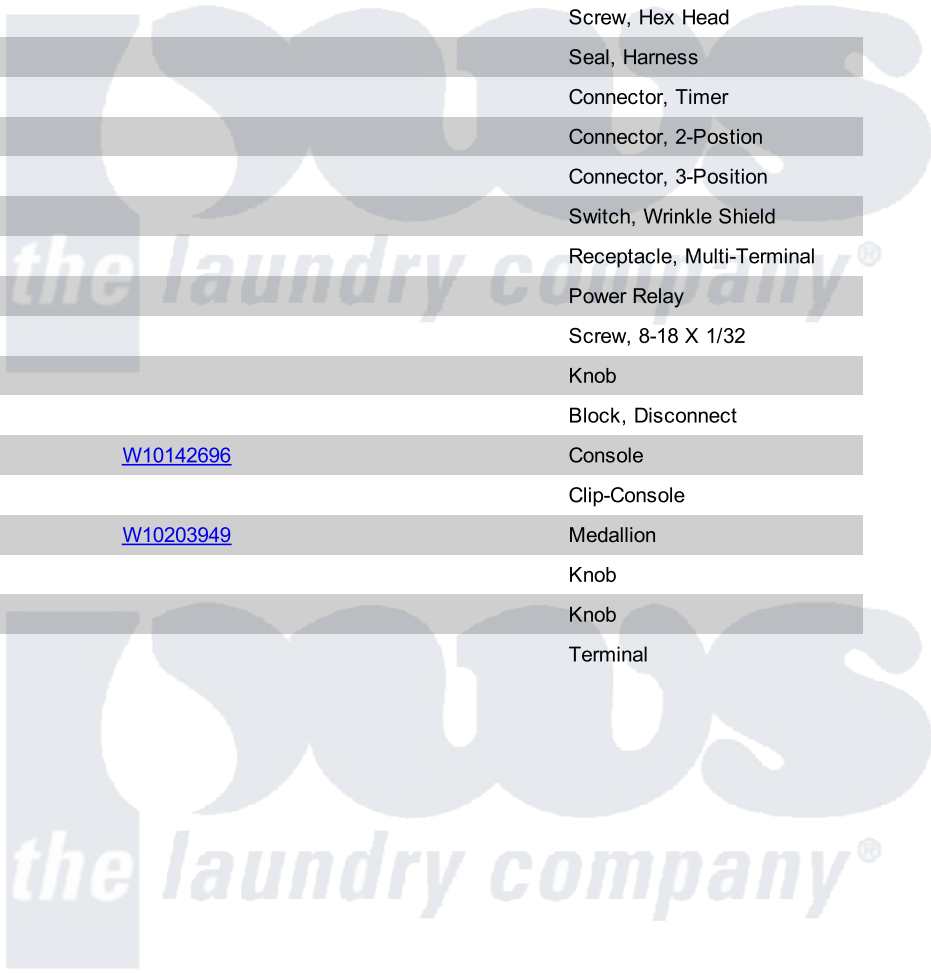 Screw, Hex Head
Seal, Harness
Connector, Timer
Connector, 2-Postion
Connector, 3-Position
Switch, Wrinkle Shield
Receptacle, Multi-Terminal
Power Relay
Screw, 8-18 X 1/32
Knob
Block, Disconnect
W10142696 Console
Clip-Console
W10203949 Medallion
Knob
Knob
Terminal
pws
the laundry company®
pws
the laundry company®